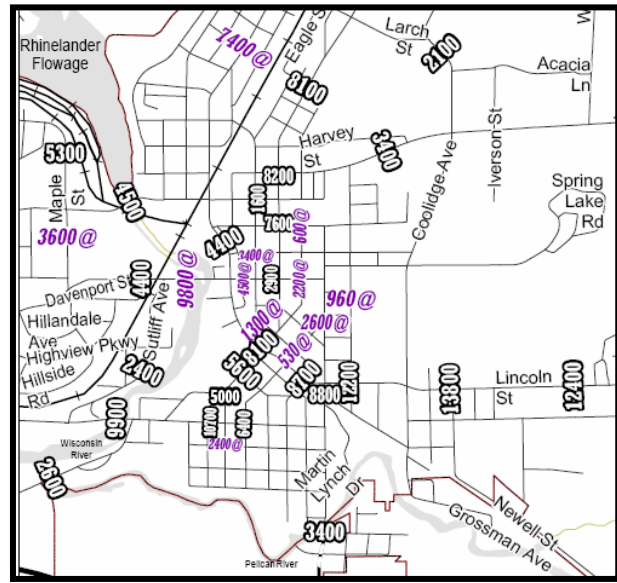 Rhinelander
Flowage
7400@
Eagle St
Larch
St
2100
W
Acacia
Ln
8100
Harvey
St
3400
5300
Maple
St
4500
8200
1600
7600
600@
Iverson-St
Coolidge-Ave
Spring
Lake
Rd
3600@
4400
3400@
4500@
2900
2200@
960@
9800@
Davenport St
4400
Hillandale
Ave
Highview Pkwy
Hillside
Rd
Sutliff Ave
1300@
2600@
530@
8100
2400
8700
8800
12200
13800
Lincoln
St
12400
5000
10700
6400
2400@
9900
Wisconsin
River
2600
Martin
Lynch
Dr
Newell-St
Grossman Ave
3400
Pelican River